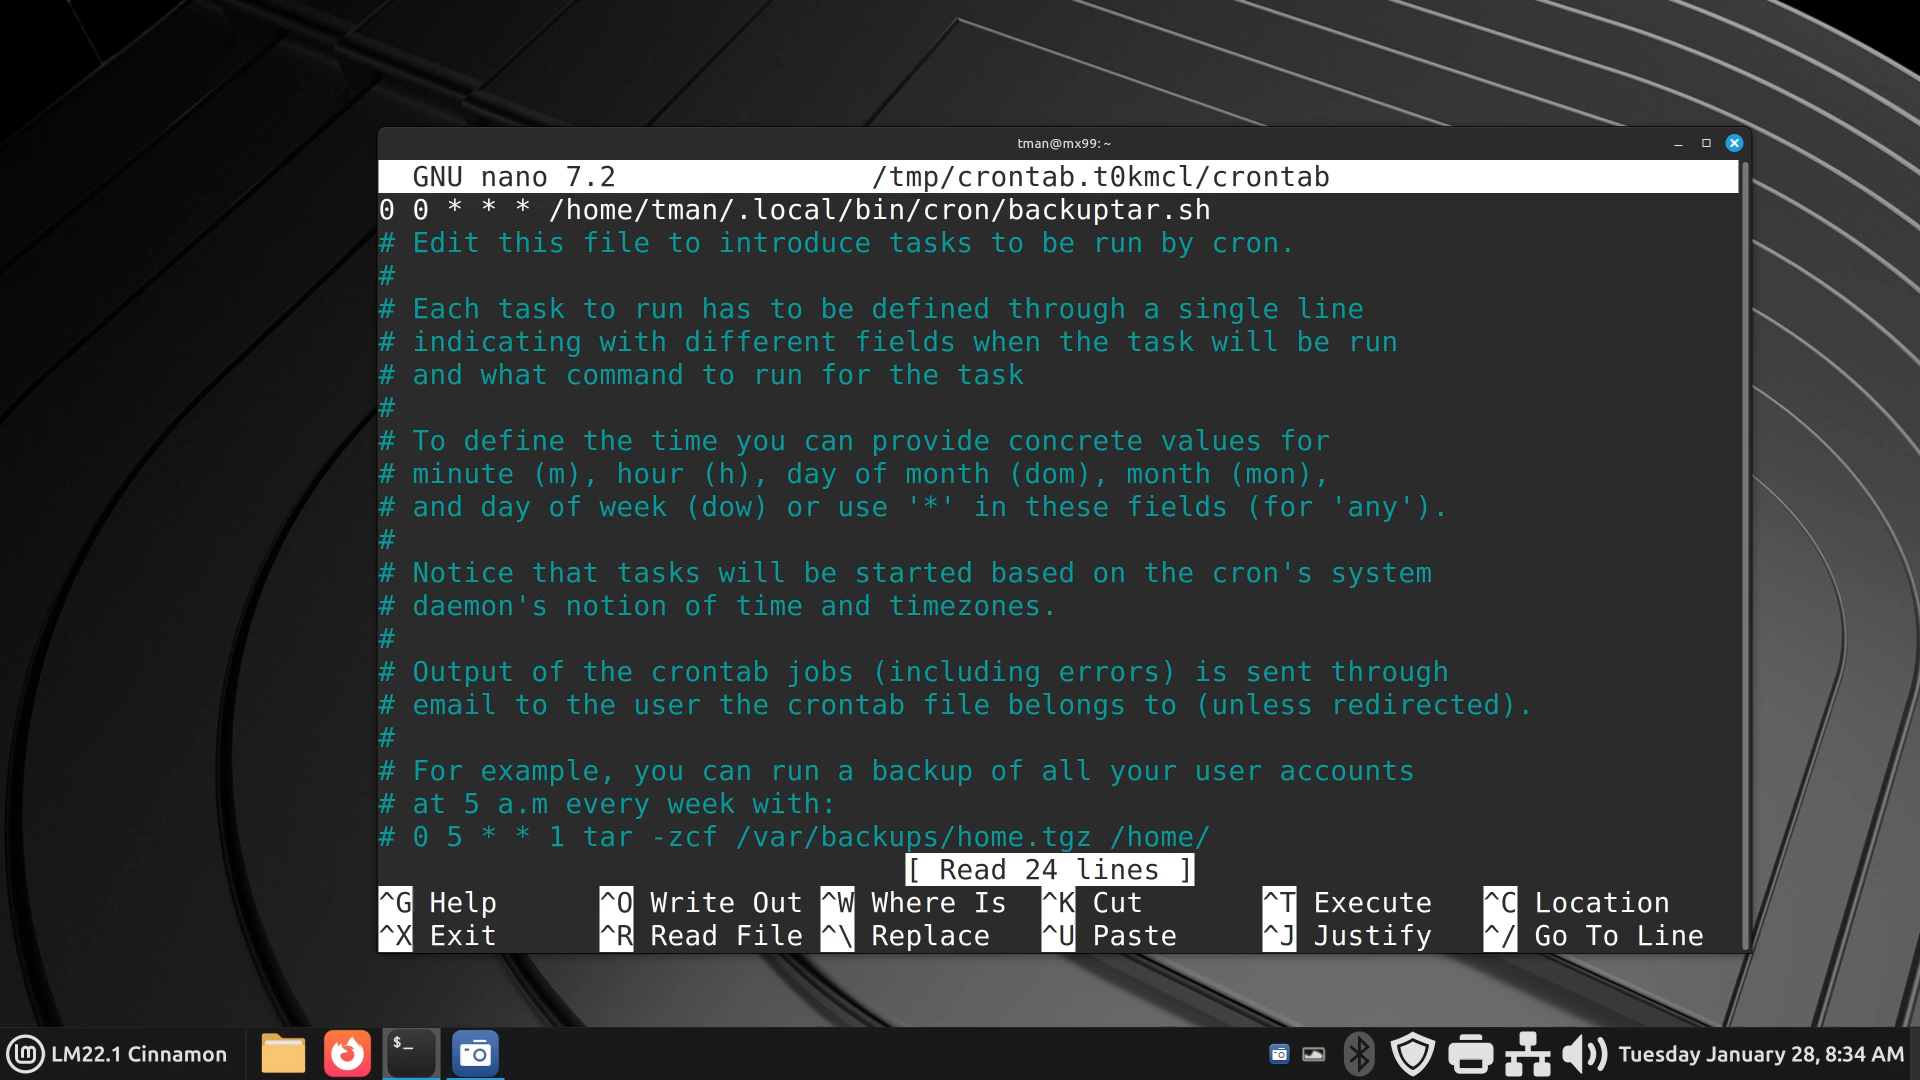 tman@mx99: ~
GNU nano 7.2 /tmp/crontab.t0kmcl/crontab
0 0 * * * /home/tman/.local/bin/cron/backuptar.sh
# Edit this file to introduce tasks to be run by cron.
#
# Each task to run has to be defined through a single line
# indicating with different fields when the task will be run
# and what command to run for the task
#
# To define the time you can provide concrete values for
# minute (m), hour (h), day of month (dom), month (mon),
# and day of week (dow) or use '*' in these fields (for 'any').
#
# Notice that tasks will be started based on the cron's system
# daemon's notion of time and timezones.
#
# Output of the crontab jobs (including errors) is sent through
# email to the user the crontab file belongs to (unless redirected).
#
# For example, you can run a backup of all your user accounts
# at 5 a.m every week with:
# 0 5 * * 1 tar -zcf /var/backups/home.tgz /home/
[ Read 24 lines ]
^G Help ^O Write Out ^W Where Is ^K Cut ^T Execute ^C Location
^X Exit ^R Read File ^\ Replace ^U Paste ^J Justify ^/ Go To Line
LM22.1 Cinnamon $_ Tuesday January 28, 8:34 AM